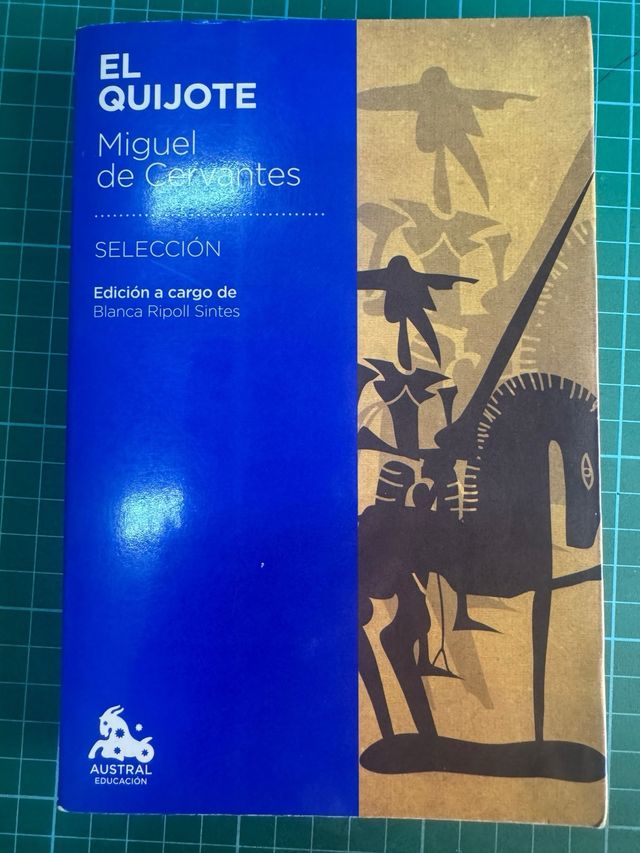 EL
QUIJOTE
Miguel
de Cervantes
SELECCIÓN
Edición a cargo de
Blanca Ripoll Sintes
AUSTRAL
EDUCACIÓN